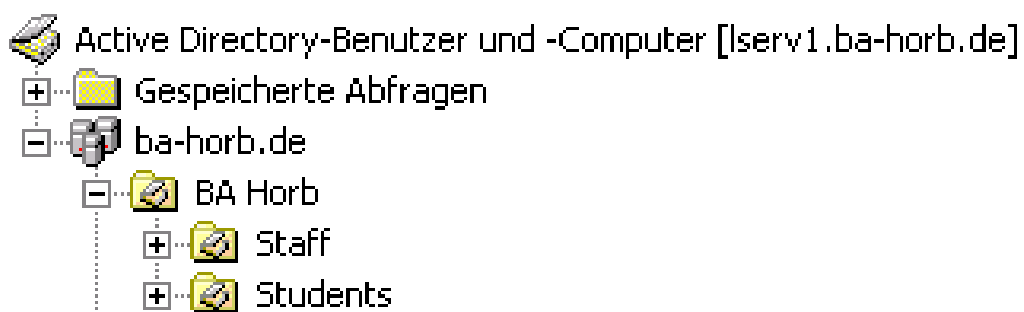 Active Directory-Benutzer und -Computer [lserv1.ba-horb.de]
Gespeicherte Abfragen
ba-horb.de
BA Horb
Staff
Students